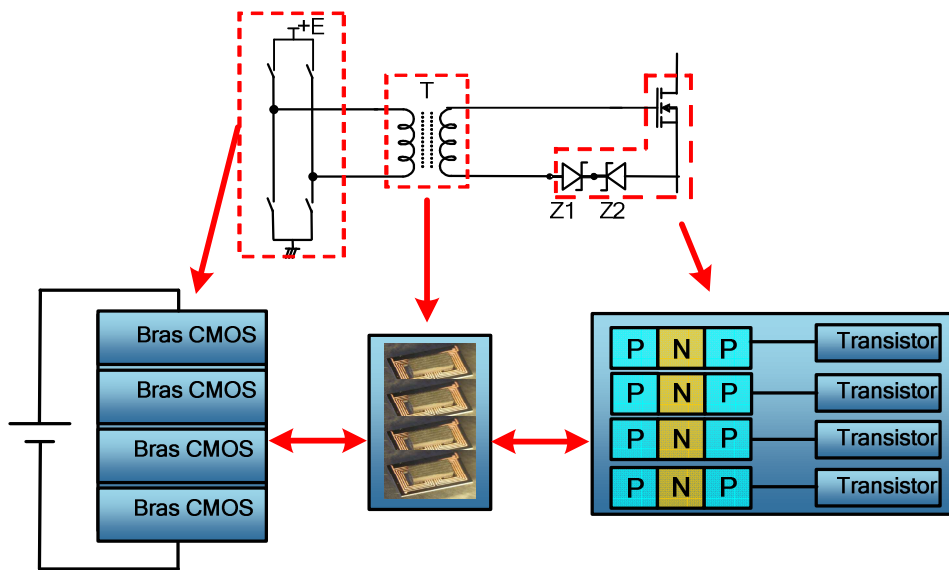 +E
T
Z1 Z2
Bras CMOS
Bras CMOS
Bras CMOS
Bras CMOS
P N P Transistor
P N P Transistor
P N P Transistor
P N P Transistor